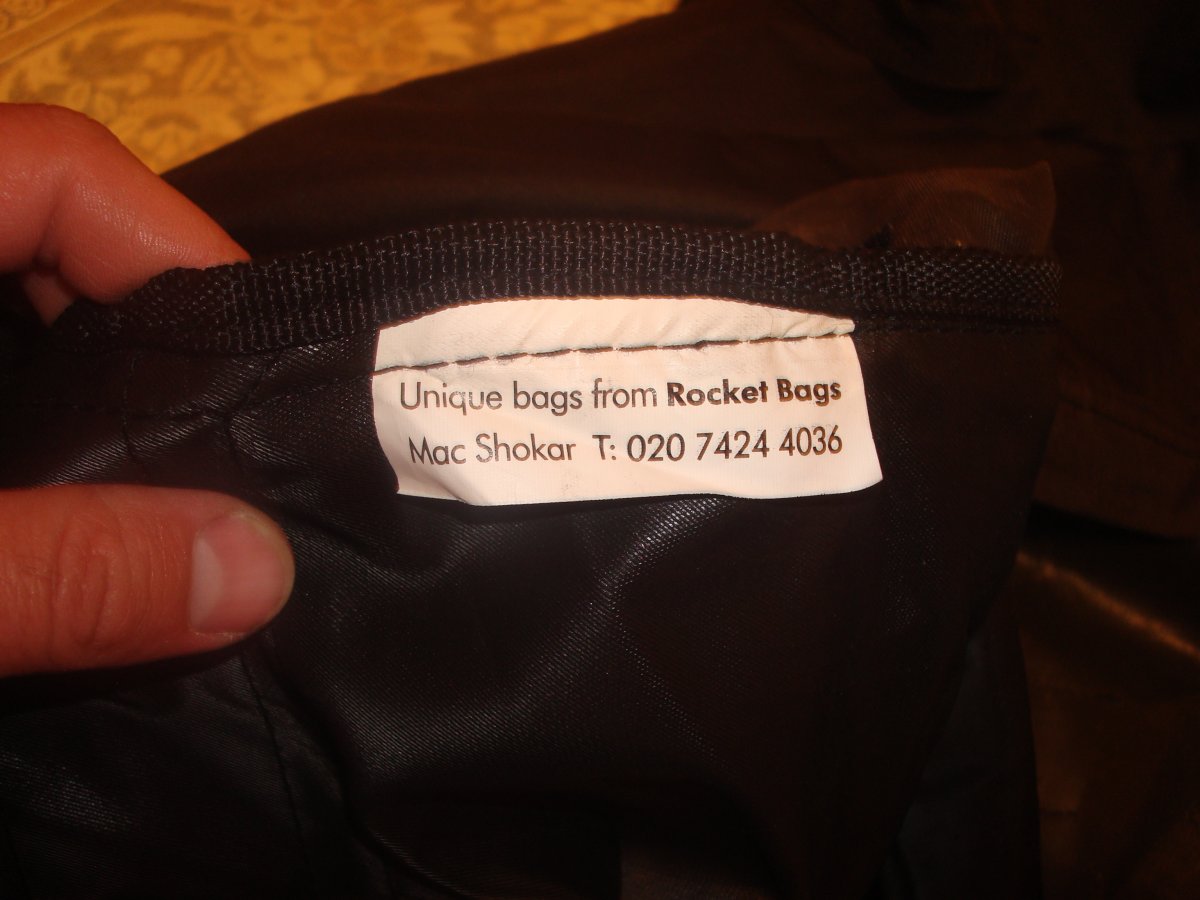 Unique bags from Rocket Bags
Mac Shokar T: 020 7424 4036